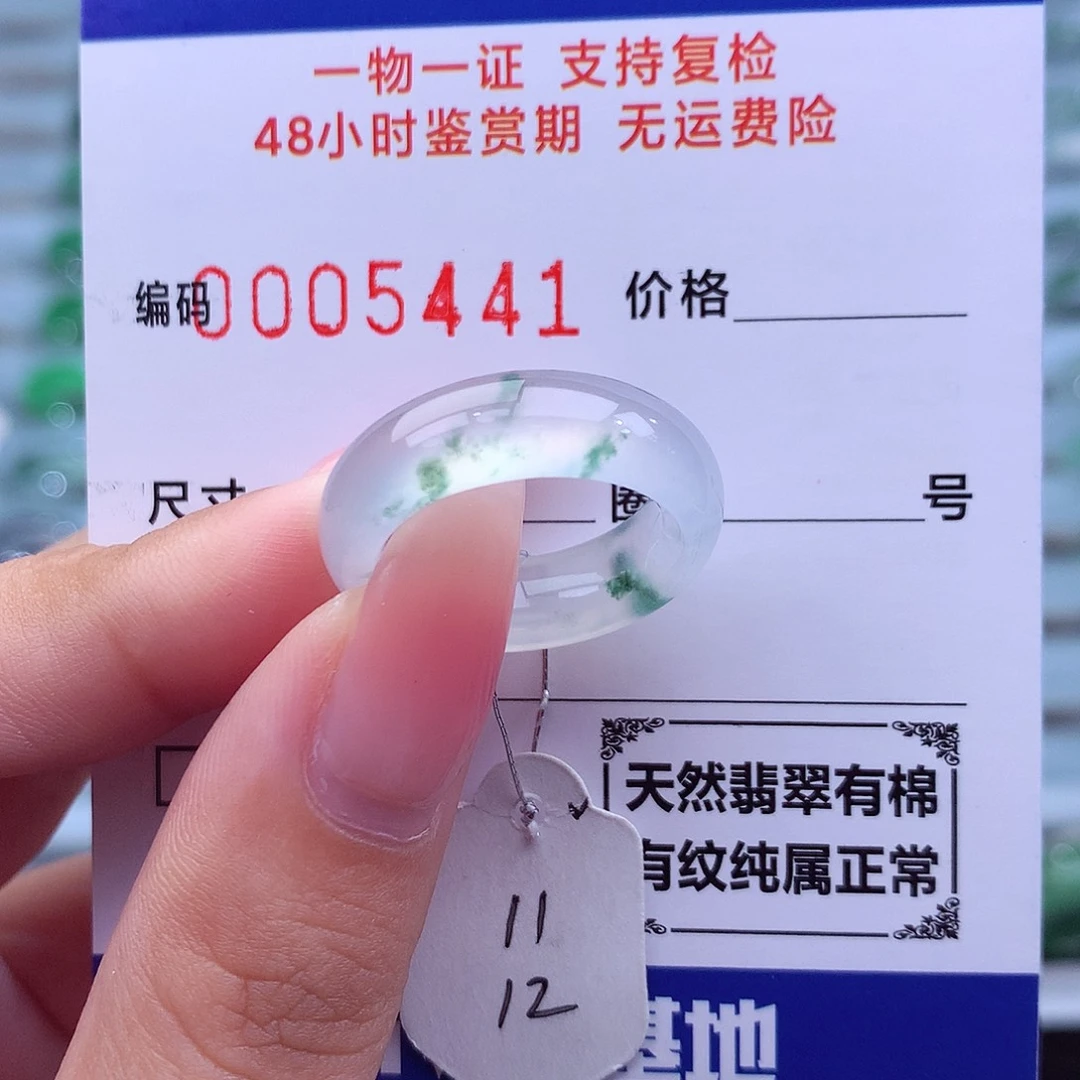 一物一证 支持复检
48小时鉴赏期 无运费险
编码0005441 价格
尺寸 圈 号
天然翡翠有棉
有纹纯属正常
11
12
基地